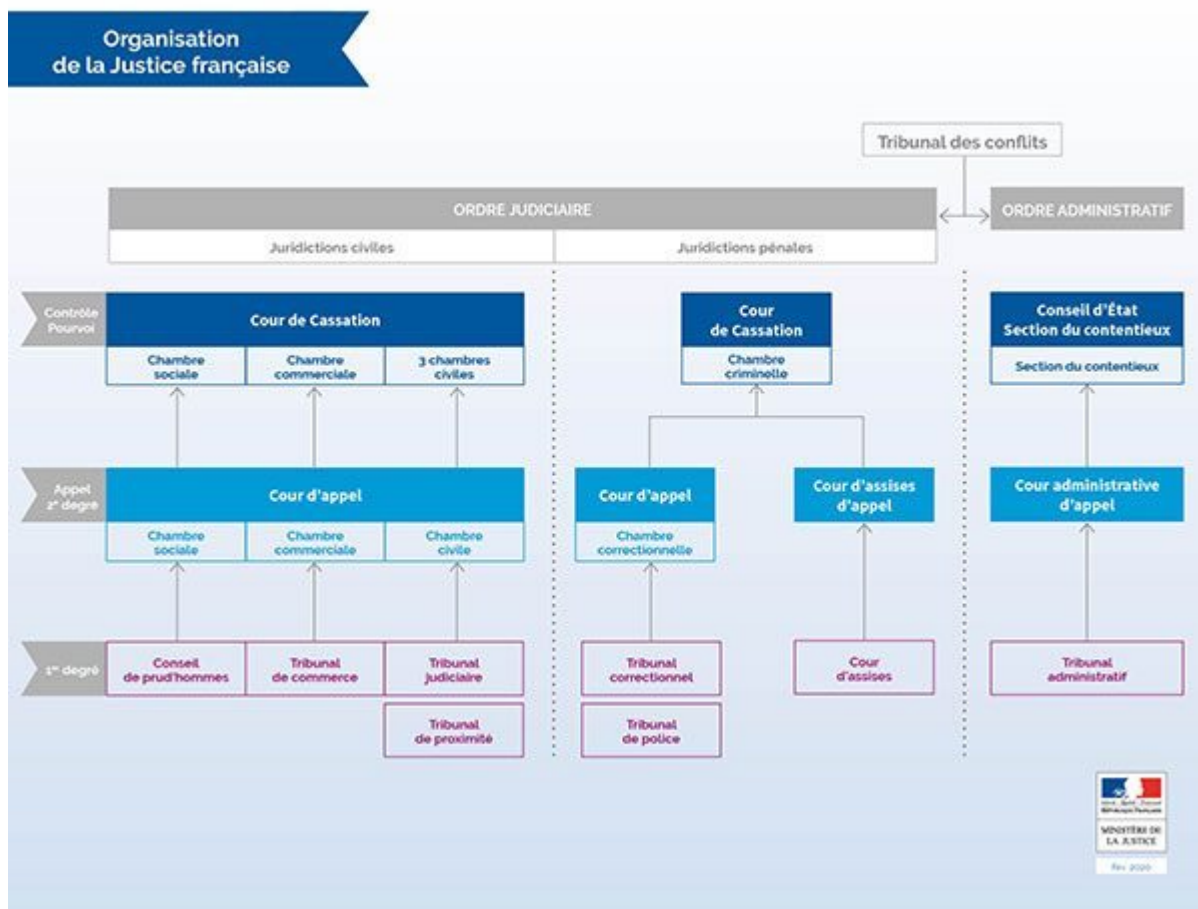 Organisation
de la Justice française
Tribunal des conflits
ORDRE JUDICIAIRE
ORDRE ADMINISTRATIF
Juridictions civiles
Juridictions pénales
Contrôle
Pourvoi
Cour de Cassation
Cour
de Cassation
Conseil d'État
Section du contentieux
Chambre
sociale
Chambre
commerciale
3 chambres
civiles
Chambre
criminelle
Section du contentieux
Appel
2e degré
Cour d'appel
Cour d'appel
Cour d'assises
d'appel
Cour administrative
d'appel
Chambre
sociale
Chambre
commerciale
Chambre
civile
Chambre
correctionnelle
1er degré
Conseil
de prud'hommes
Tribunal
de commerce
Tribunal
judiciaire
Tribunal
correctionnel
Cour
d'assises
Tribunal
administratif
Tribunal
de proximité
Tribunal
de police
MINISTÈRE DE
LA JUSTICE